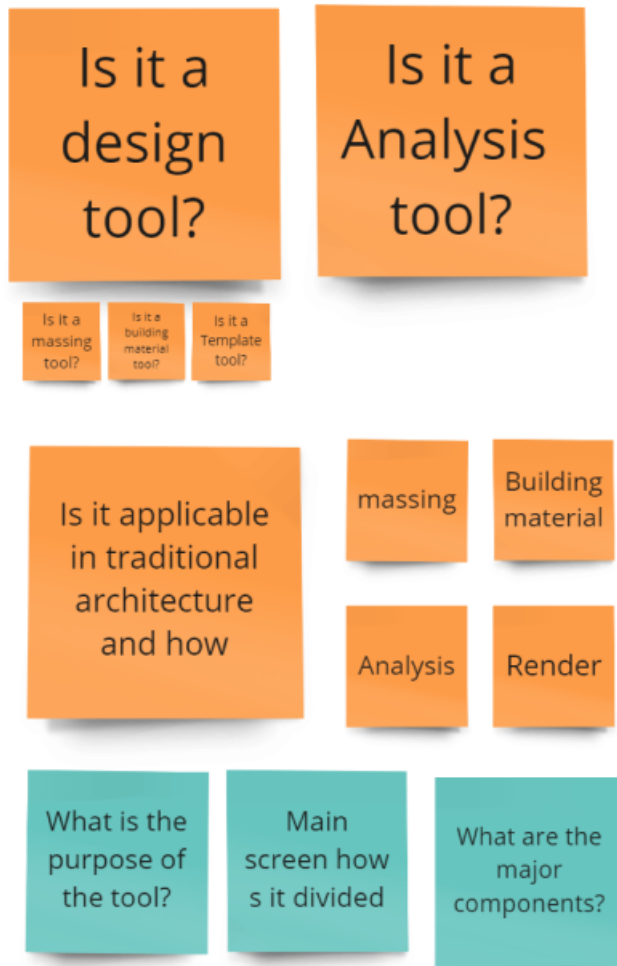 Is it a
design
tool?
Is it a
Analysis
tool?
Is it a
massing
tool?
Is it a
building
material
tool?
Is it a
Template
tool?
Is it applicable
in traditional
architecture
and how
massing
Building
material
Analysis
Render
What is the
purpose of
the tool?
Main
screen how
s it divided
What are the
major
components?